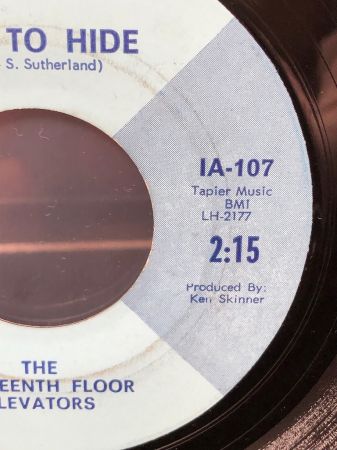 TO HIDE
S. Sutherland)
IA-107
Tapier Music
BMI
LH-2177
2:15
Produced By:
Ken Skinner
THE
EENTH FLOOR
LEVATORS